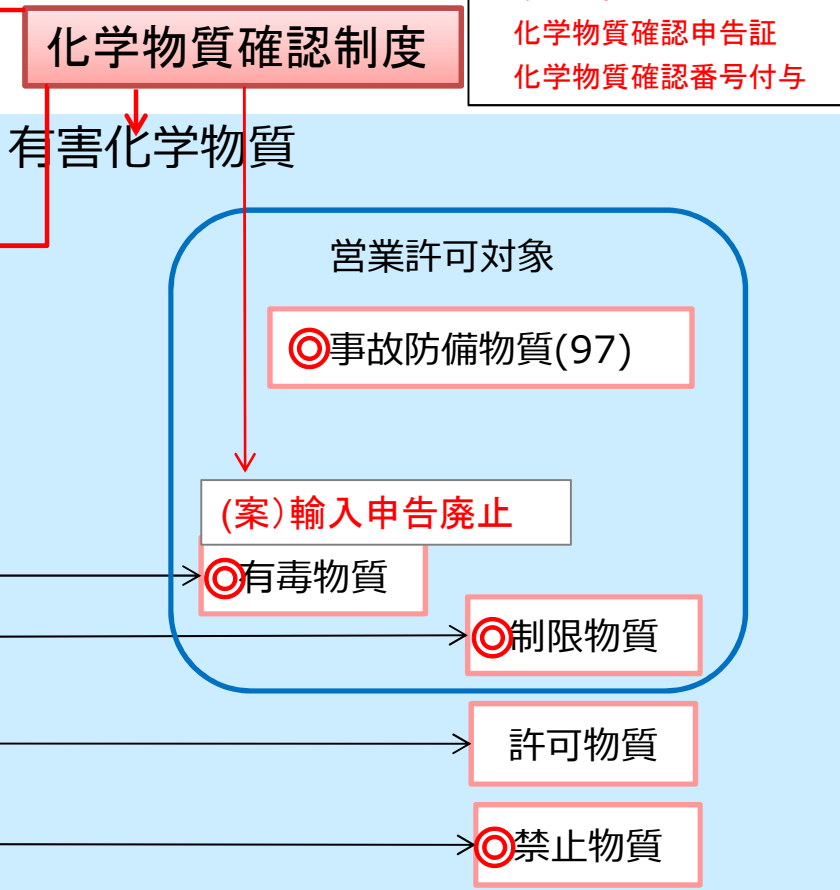 化学物質確認制度
化学物質確認申告証
化学物質確認番号付与
有害化学物質
営業許可対象
◎事故防備物質(97)
(案)輸入申告廃止
◎有毒物質
◎制限物質
許可物質
◎禁止物質